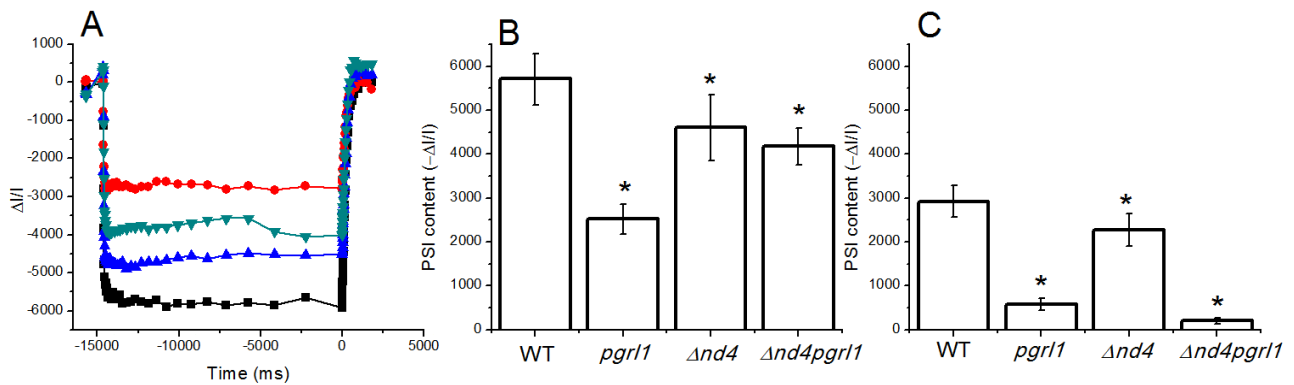 A
1000
0
-1000
-2000
-3000
-4000
-5000
-6000
ΔI/I
-15000 -10000 -5000 0 5000
Time (ms)
B
6000
5000
4000
3000
2000
1000
0
PSI content (−ΔI/I)
* * *
WT pgrl1 Δnd4 Δnd4pgrl1
C
6000
5000
4000
3000
2000
1000
0
PSI content (−ΔI/I)
* * *
WT pgrl1 Δnd4 Δnd4pgrl1